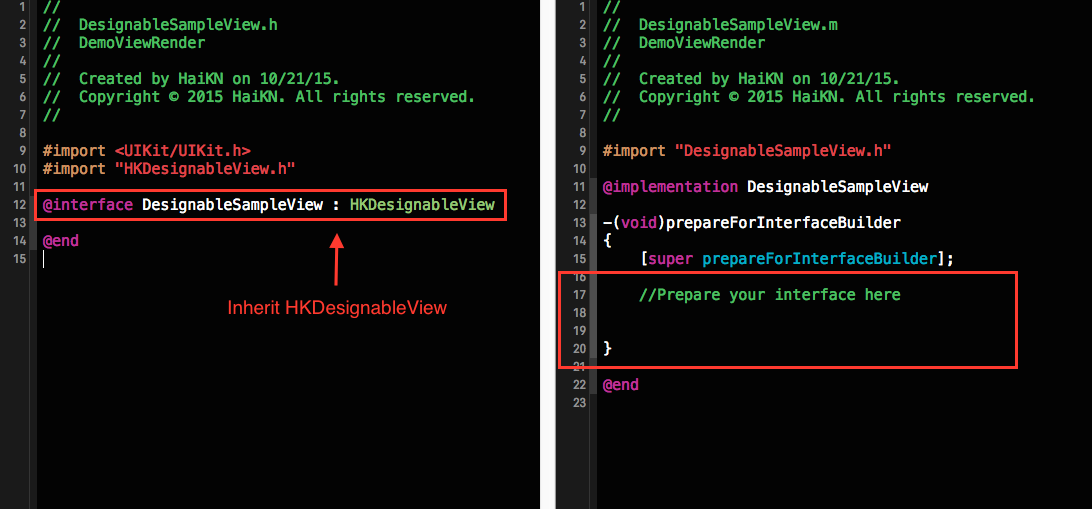 1 //
2 //  DesignableSampleView.h
3 //  DemoViewRender
4 //
5 //  Created by HaiKN on 10/21/15.
6 //  Copyright © 2015 HaiKN. All rights reserved.
7 //
8
9 #import <UIKit/UIKit.h>
10 #import "HKDesignableView.h"
11
12 @interface DesignableSampleView : HKDesignableView
13
14 @end
15
Inherit HKDesignableView
1 //
2 //  DesignableSampleView.m
3 //  DemoViewRender
4 //
5 //  Created by HaiKN on 10/21/15.
6 //  Copyright © 2015 HaiKN. All rights reserved.
7 //
8
9 #import "DesignableSampleView.h"
10
11 @implementation DesignableSampleView
12
13 -(void)prepareForInterfaceBuilder
14 {
15     [super prepareForInterfaceBuilder];
16
17     //Prepare your interface here
18
19
20 }
21
22 @end
23